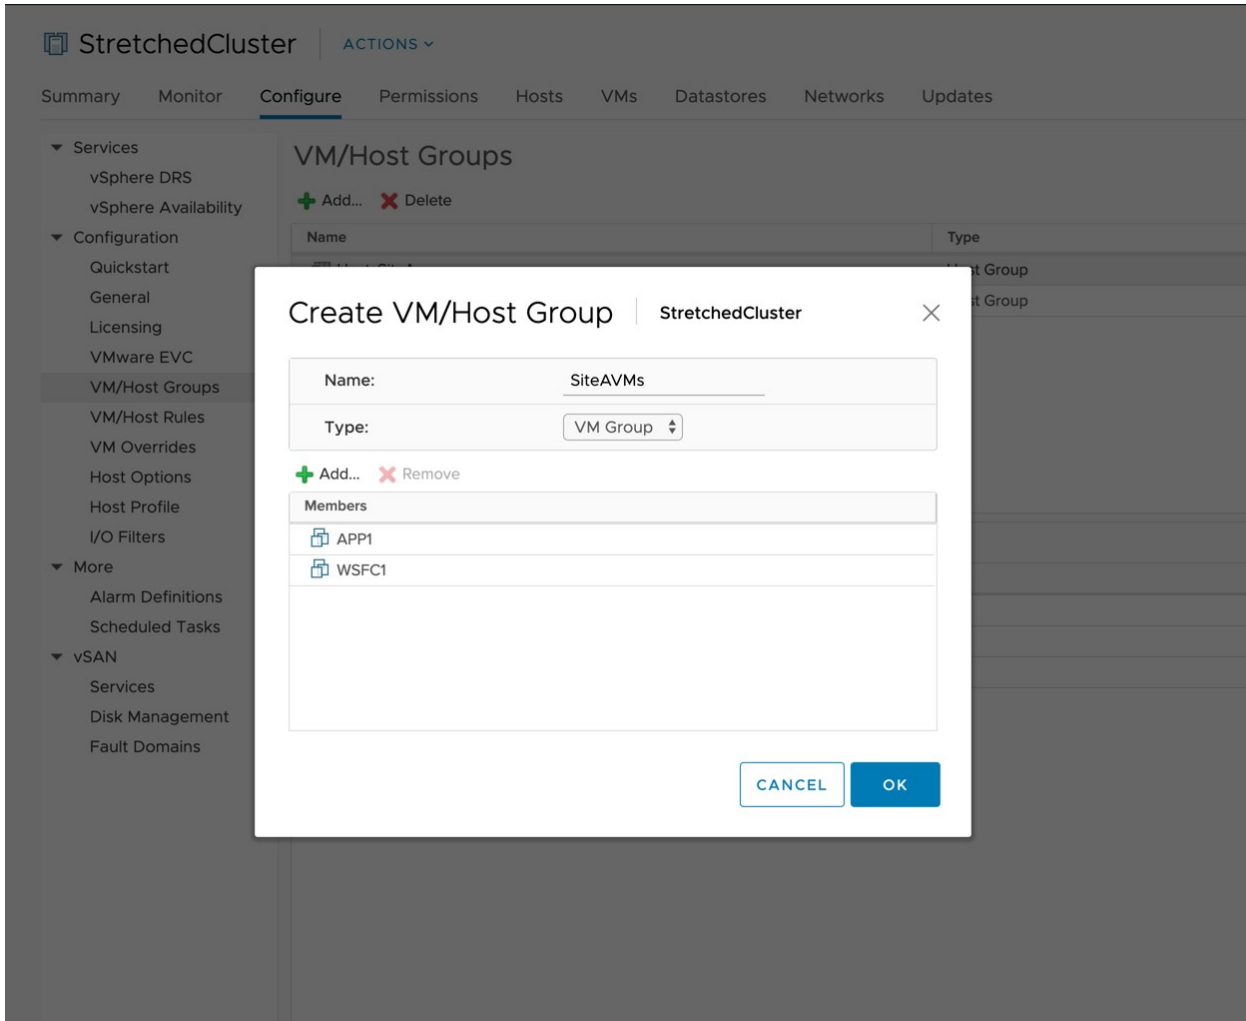 StretchedCluster ACTIONS
Summary Monitor Configure Permissions Hosts VMs Datastores Networks Updates
Services
vSphere DRS
vSphere Availability
Configuration
Quickstart
General
Licensing
VMware EVC
VM/Host Groups
VM/Host Rules
VM Overrides
Host Options
Host Profile
I/O Filters
More
Alarm Definitions
Scheduled Tasks
vSAN
Services
Disk Management
Fault Domains
VM/Host Groups
Add... Delete
Name Type
Group
Group
Create VM/Host Group StretchedCluster
Name: SiteAVMs
Type: VM Group
Add... Remove
Members
APP1
WSFC1
CANCEL OK